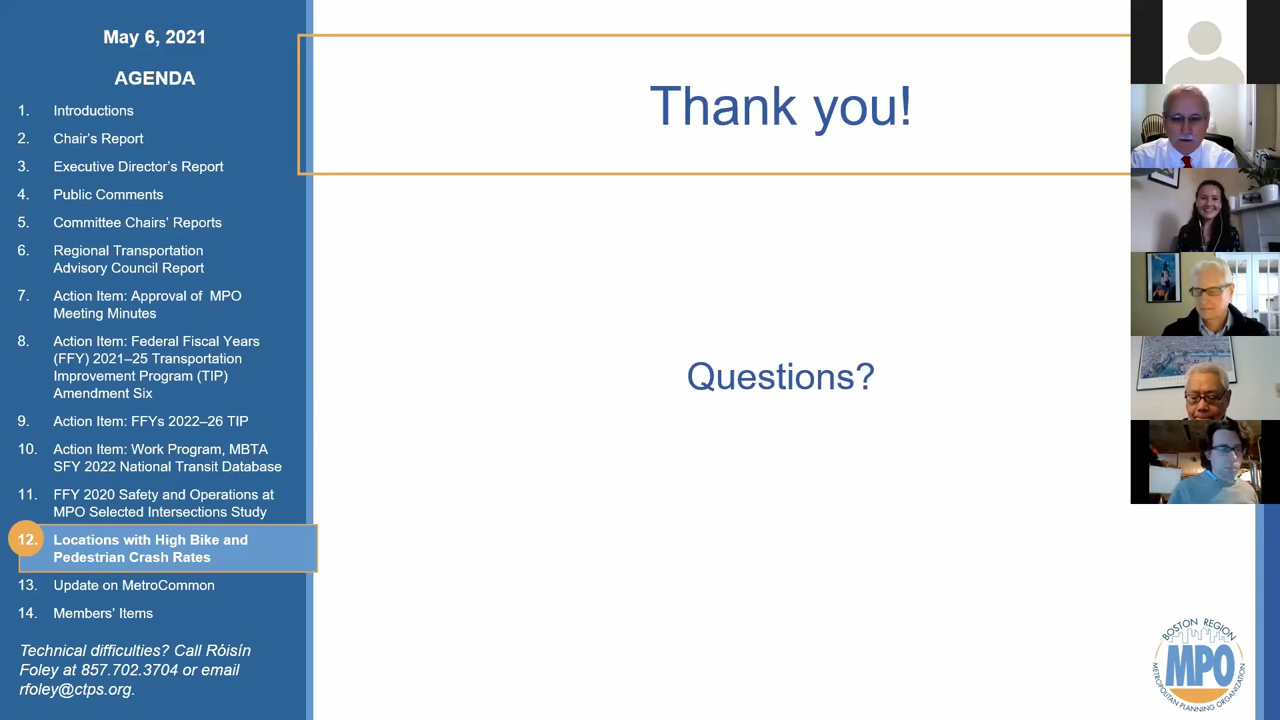 May 6, 2021
AGENDA
1. Introductions
2. Chair's Report
3. Executive Director's Report
4. Public Comments
5. Committee Chairs' Reports
6. Regional Transportation
Advisory Council Report
7. Action Item: Approval of MPO
Meeting Minutes
8. Action Item: Federal Fiscal Years
(FFY) 2021–25 Transportation
Improvement Program (TIP)
Amendment Six
9. Action Item: FFYs 2022–26 TIP
10. Action Item: Work Program, MBTA
SFY 2022 National Transit Database
11. FFY 2020 Safety and Operations at
MPO Selected Intersections Study
12. Locations with High Bike and
Pedestrian Crash Rates
13. Update on MetroCommon
14. Members' Items
Technical difficulties? Call Róisín
Foley at 857.702.3704 or email
rfoley@ctps.org.
Thank you!
Questions?
BOSTON REGION
MPO
METROPOLITAN PLANNING ORGANIZATION